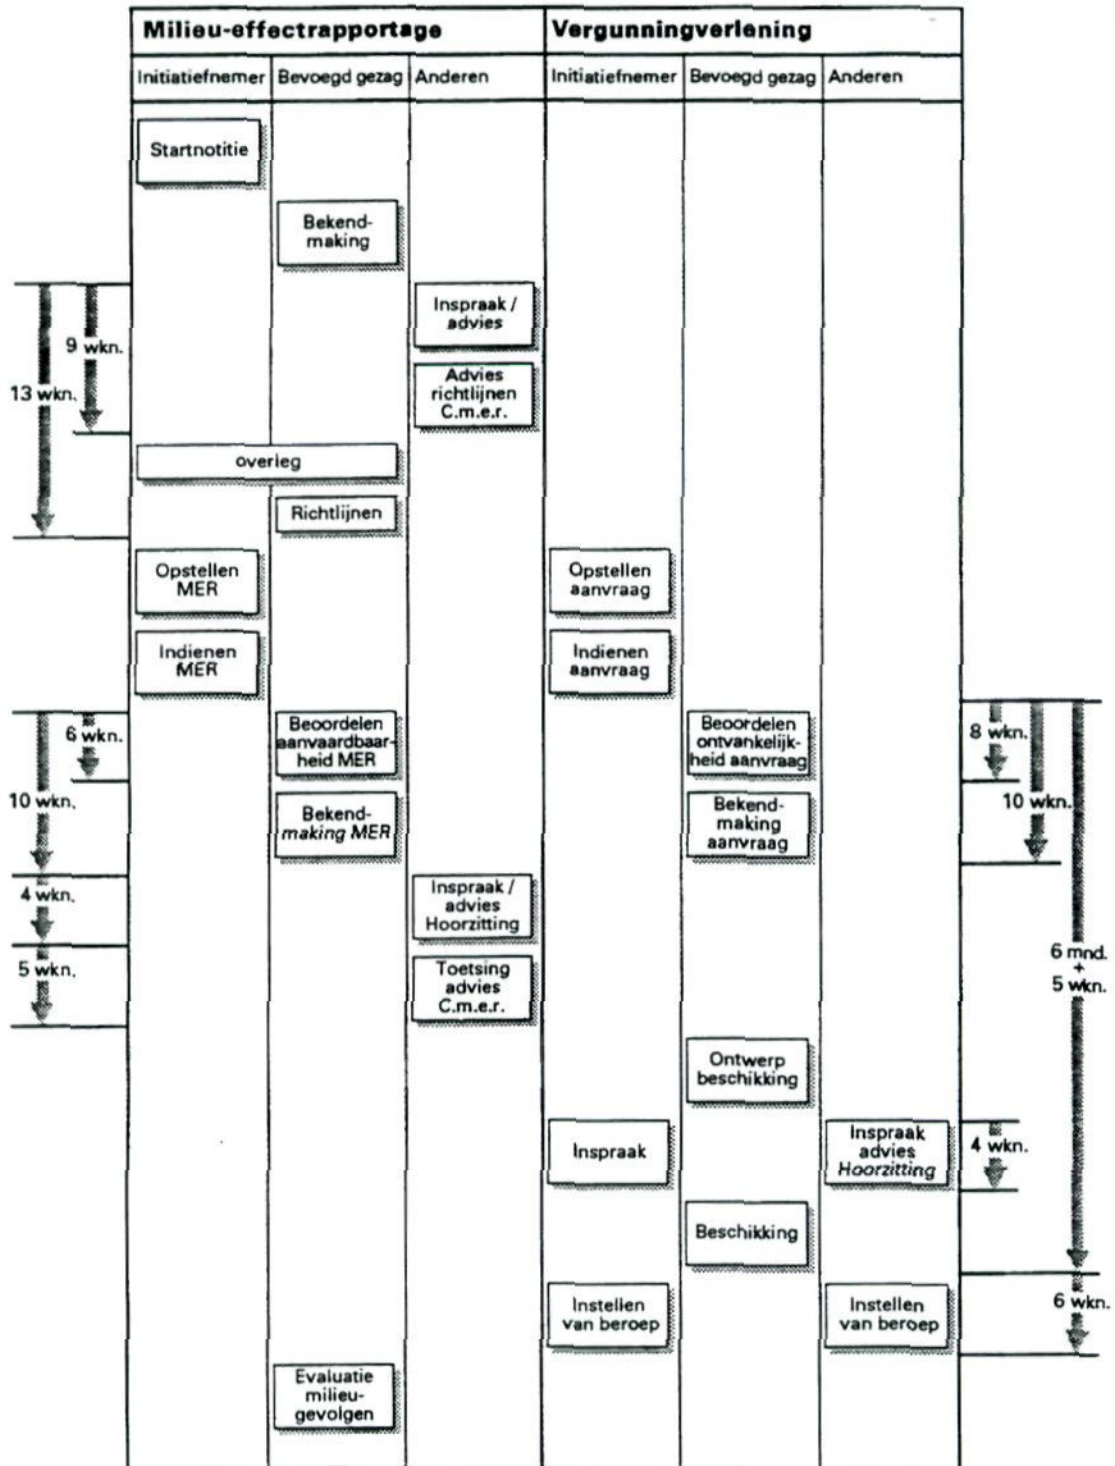 Milieu-effectrapportage
Vergunningverlening
Initiatiefnemer
Bevoegd gezag
Anderen
Initiatiefnemer
Bevoegd gezag
Anderen
Startnotitie
Bekend-
making
Inspraak /
advies
9 wkn.
13 wkn.
Advies
richtlijnen
C.m.e.r.
overleg
Richtlijnen
Opstellen
MER
Opstellen
aanvraag
Indienen
MER
Indienen
aanvraag
6 wkn.
10 wkn.
Beoordelen
aanvaardbaar-
heid MER
Beoordelen
ontvankelijk-
heid aanvraag
8 wkn.
10 wkn.
Bekend-
making MER
Bekend-
making
aanvraag
4 wkn.
Inspraak /
advies
Hoorzitting
5 wkn.
Toetsing
advies
C.m.e.r.
6 mnd.
+
5 wkn.
Ontwerp
beschikking
Inspraak
Inspraak
advies
Hoorzitting
4 wkn.
Beschikking
Instellen
van beroep
Instellen
van beroep
6 wkn.
Evaluatie
milieu-
gevolgen